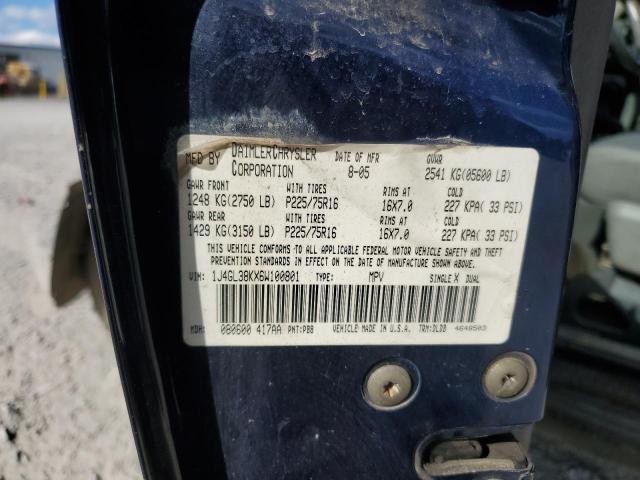 MFD BY DAIMLERCHRYSLER CORPORATION DATE OF MFR 8-05 GVWR 2541 KG(05600 LB)
GAWR FRONT WITH TIRES RIMS AT COLD
1248 KG(2750 LB) P225/75R16 16X7.0 227 KPA( 33 PSI)
GAWR REAR WITH TIRES RIMS AT COLD
1429 KG(3150 LB) P225/75R16 16X7.0 227 KPA( 33 PSI)
THIS VEHICLE CONFORMS TO ALL APPLICABLE FEDERAL MOTOR VEHICLE SAFETY AND THEFT
PREVENTION STANDARDS IN EFFECT ON THE DATE OF MANUFACTURE SHOWN ABOVE.
VIN: 1J4GL38KX6W100801 TYPE: MPV SINGLE X DUAL
MDH: 080600 417AA PNT:PBB VEHICLE MADE IN U.S.A. TRM:DLDB 4648503